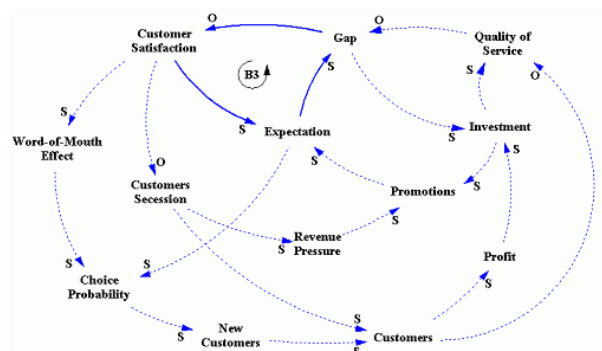 O
O
Customer
Satisfaction
Gap
Quality of
Service
B3
S
S
O
S
S
S
Expectation
Investment
Word-of-Mouth
Effect
S
S
O
Customers
Secession
Promotions
S
S
Revenue
Pressure
S
S
S
Choice
Probability
Profit
S
S
New
Customers
S
Customers
S